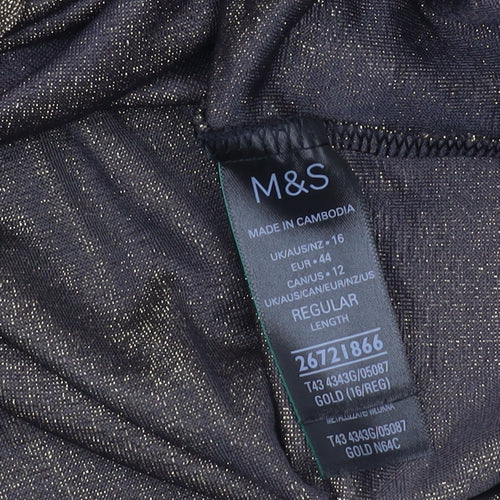 M&S
MADE IN CAMBODIA
UK/AUS/NZ • 16
EUR • 44
CAN/US • 12
UK/AUS/CAN/EUR/NZ/US
REGULAR
LENGTH
26721866
T43 4343G/05087
GOLD (16/REG)
T43 4343G/05087
GOLD N64C